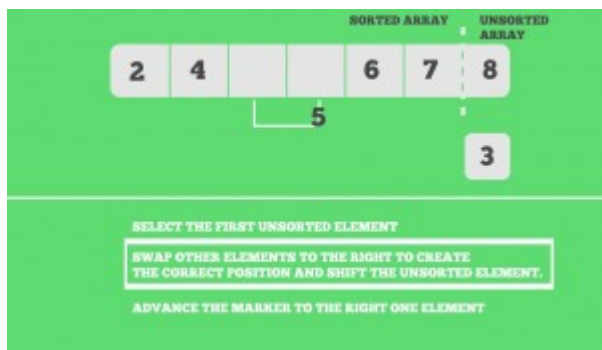 SORTED ARRAY UNSORTED
ARRAY
2 4 6 7 8
5
3
SELECT THE FIRST UNSORTED ELEMENT
SWAP OTHER ELEMENTS TO THE RIGHT TO CREATE
THE CORRECT POSITION AND SHIFT THE UNSORTED ELEMENT.
ADVANCE THE MARKER TO THE RIGHT ONE ELEMENT